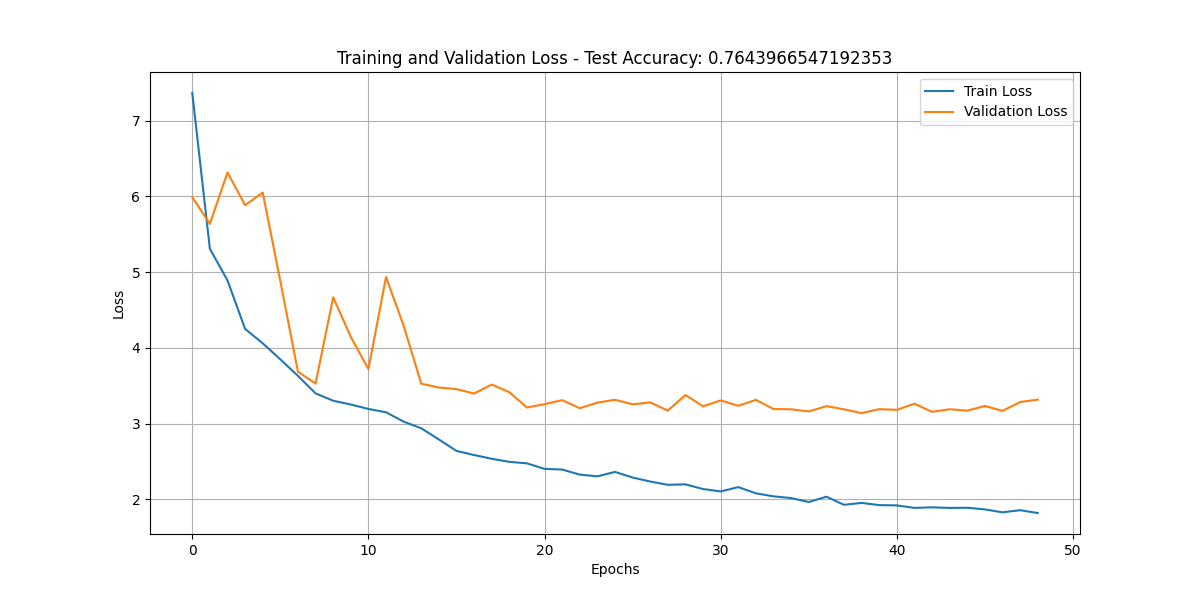 Training and Validation Loss - Test Accuracy: 0.7643966547192353
Train Loss
Validation Loss
7
6
5
4
3
2
Loss
0 10 20 30 40 50
Epochs